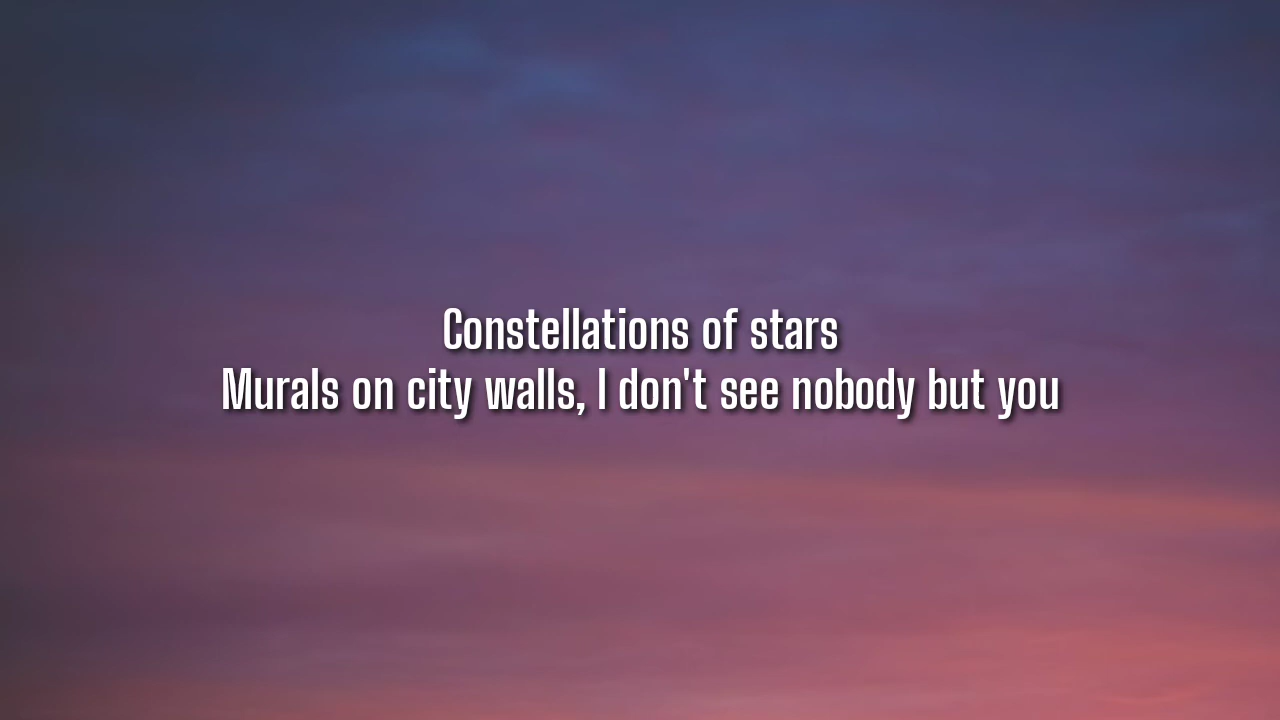 Constellations of stars
Murals on city walls, I don't see nobody but you